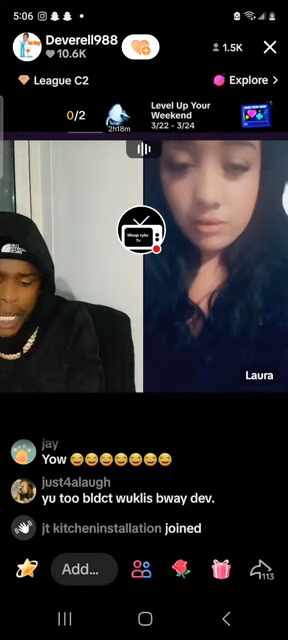 5:06
Deverell988
10.6K
1.5K
League C2
Explore >
0/2
2h18m
Level Up Your
Weekend
3/22 - 3/24
Laura
jay
Yow 😂😂😂😂😂😂😂
just4alaugh
yu too bldct wuklis bway dev.
jt kitcheninstallation joined
Add...
113